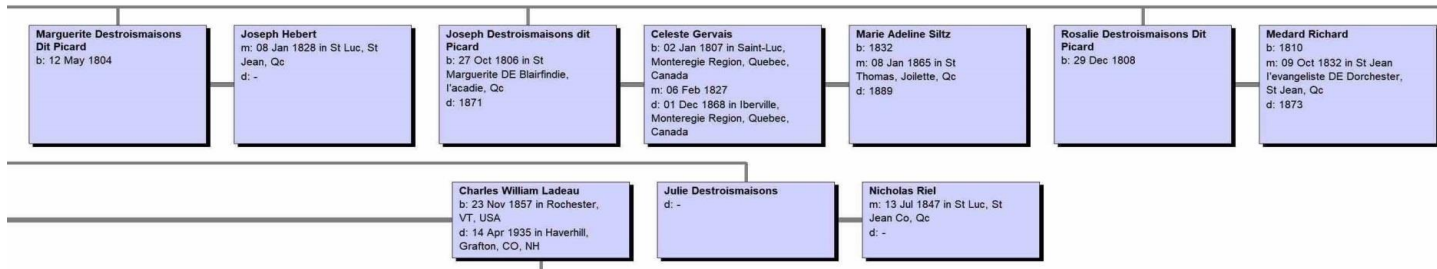 Marguerite Destroismaisons
Dit Picard
b: 12 May 1804
Joseph Hebert
m: 08 Jan 1828 in St Luc, St
Jean, Qc
d: -
Joseph Destroismaisons dit
Picard
b: 27 Oct 1806 in St
Marguerite DE Blairfindie,
l'acadie, Qc
d: 1871
Celeste Gervais
b: 02 Jan 1807 in Saint-Luc,
Monteregie Region, Quebec,
Canada
m: 06 Feb 1827
d: 01 Dec 1868 in Iberville,
Monteregie Region, Quebec,
Canada
Marie Adeline Siltz
b: 1832
m: 08 Jan 1865 in St
Thomas, Joilette, Qc
d: 1889
Rosalie Destroismaisons Dit
Picard
b: 29 Dec 1808
Medard Richard
b: 1810
m: 09 Oct 1832 in St Jean
l'evangeliste DE Dorchester,
St Jean, Qc
d: 1873
Charles William Ladeau
b: 23 Nov 1857 in Rochester,
VT, USA
d: 14 Apr 1935 in Haverhill,
Grafton, CO, NH
Julie Destroismaisons
d: -
Nicholas Riel
m: 13 Jul 1847 in St Luc, St
Jean Co, Qc
d: -